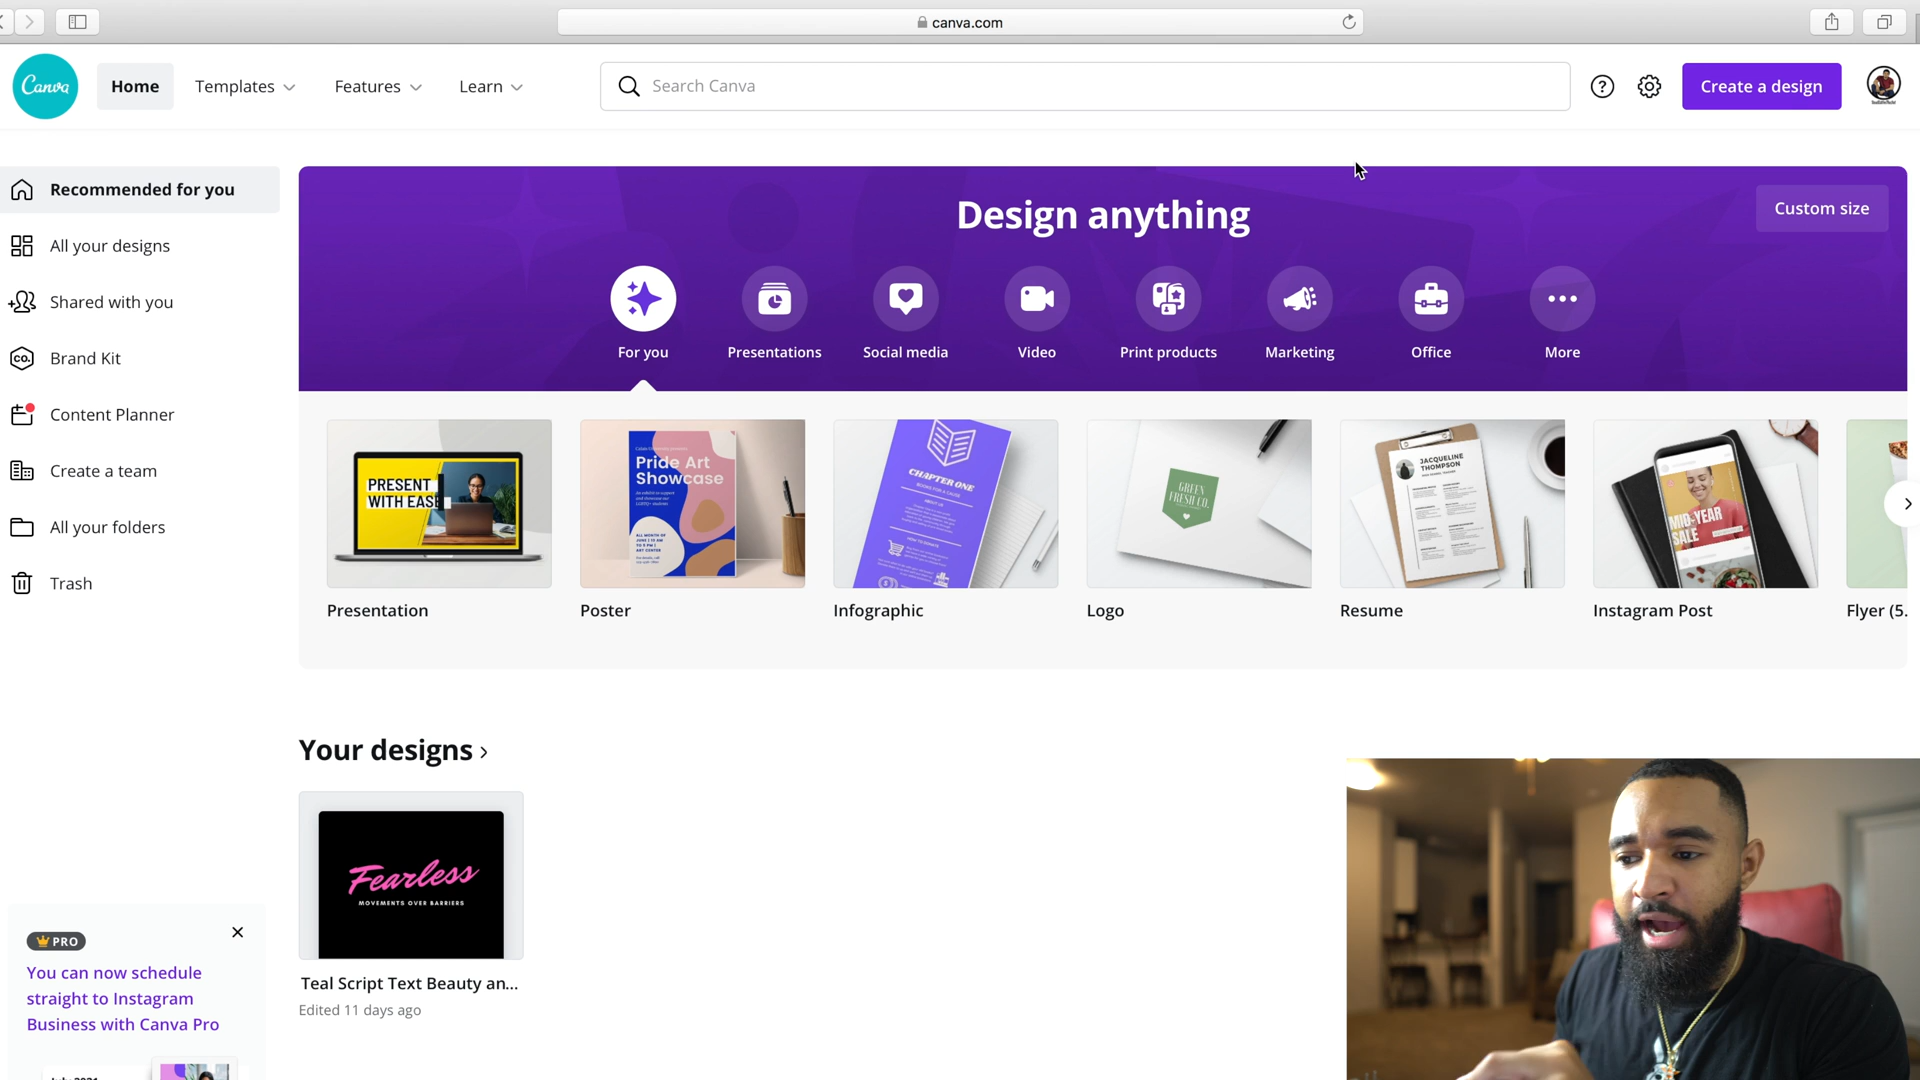 canva.com
Canva
Home
Templates
Features
Learn
Search Canva
Create a design
Recommended for you
All your designs
Shared with you
Brand Kit
Content Planner
Create a team
All your folders
Trash
Design anything
Custom size
For you
Presentations
Social media
Video
Print products
Marketing
Office
More
PRESENT
WITH EASE
Pride Art
Showcase
CHAPTER ONE
BOOKS FOR A CAUSE
GREEN
FRESH CO.
JACQUELINE
THOMPSON
MID-YEAR
SALE
Presentation
Poster
Infographic
Logo
Resume
Instagram Post
Flyer (5.
Your designs
Fearless
MOVEMENTS OVER BARRIERS
Teal Script Text Beauty an...
Edited 11 days ago
PRO
You can now schedule
straight to Instagram
Business with Canva Pro